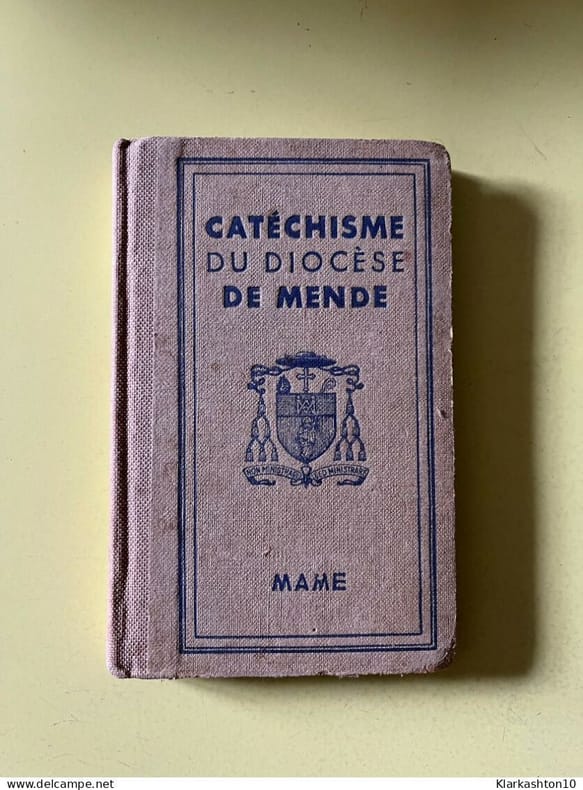 CATÉCHISME
DU DIOCÈSE
DE MENDE
NON MINISTRARI SED MINISTRARE
MAME
www.delcampe.net
Klarkashton10